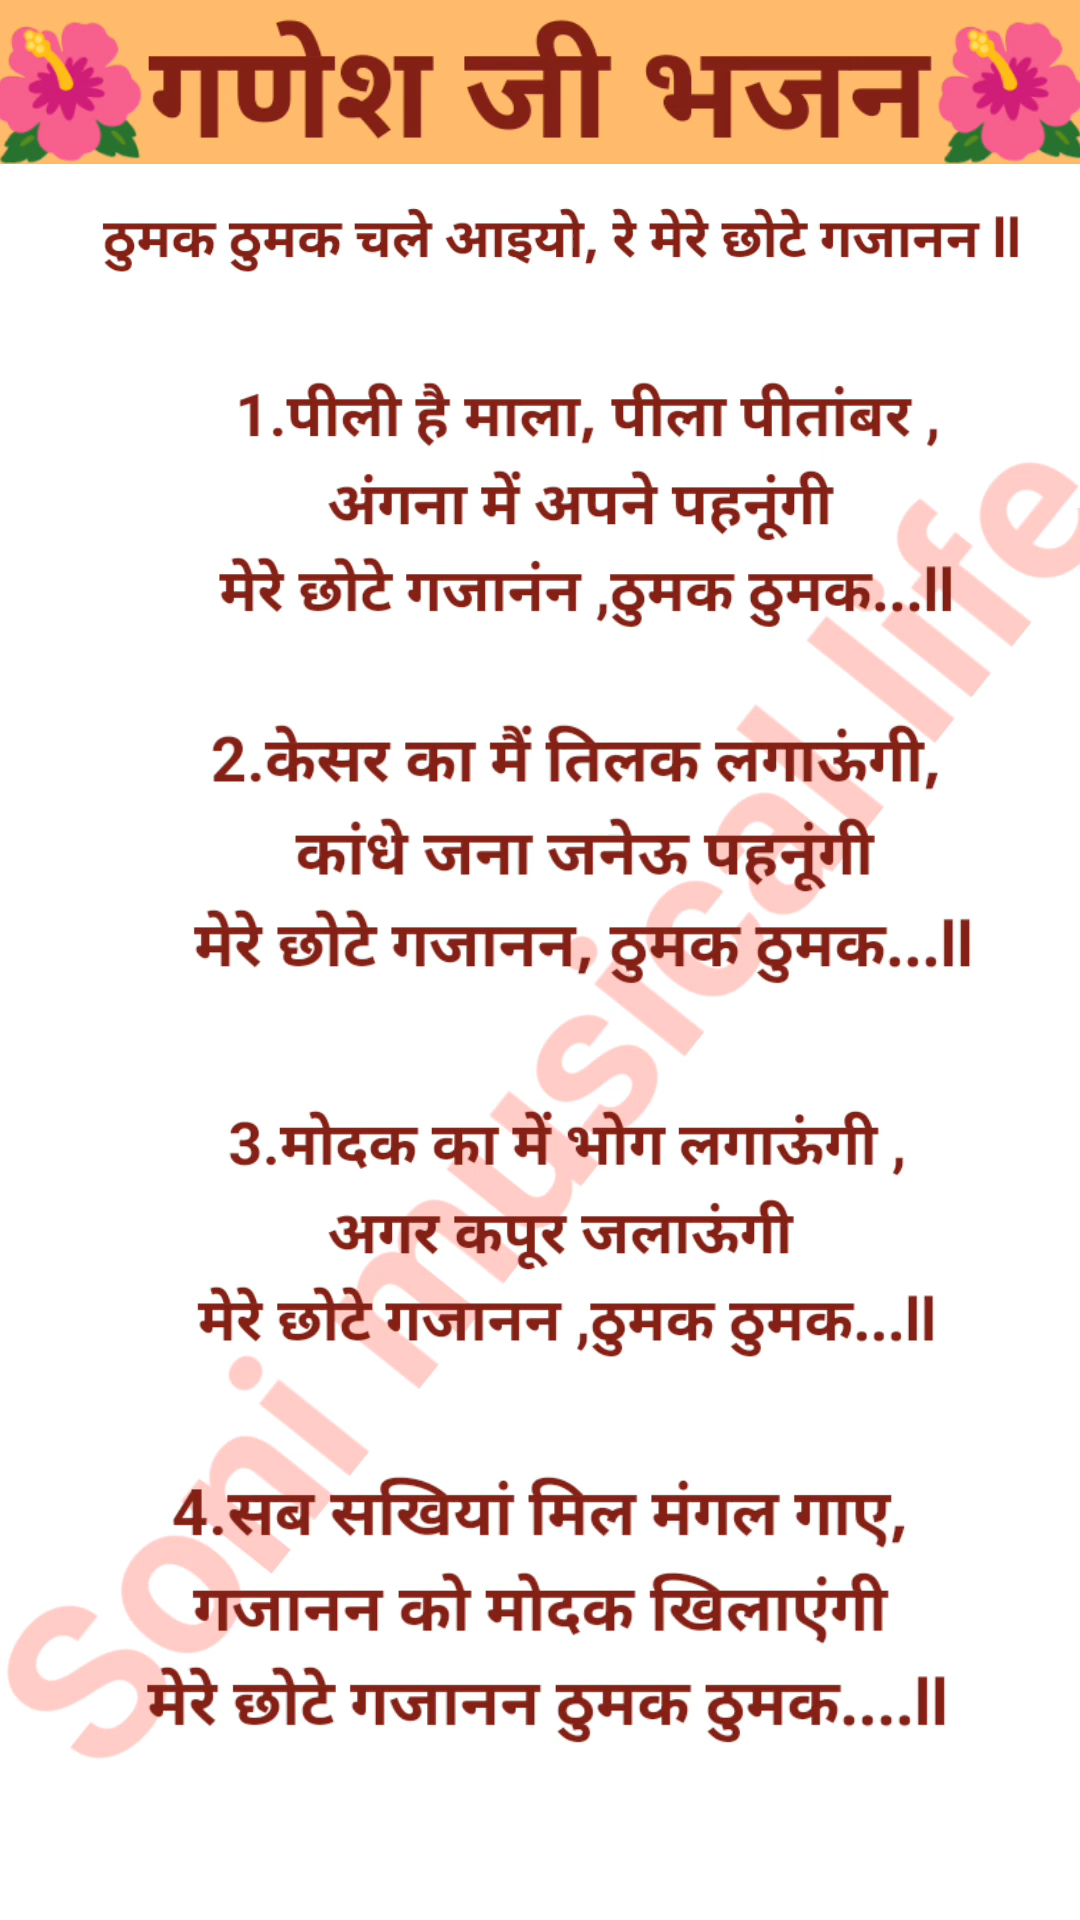 गणेश जी भजन
ठुमक ठुमक चले आइयो, रे मेरे छोटे गजानन ll
1.पीली है माला, पीला पीतांबर ,
अंगना में अपने पहनूंगी
मेरे छोटे गजानंन ,ठुमक ठुमक...ll
2.केसर का मैं तिलक लगाऊंगी,
कांधे जना जनेऊ पहनूंगी
मेरे छोटे गजानन, ठुमक ठुमक...ll
3.मोदक का में भोग लगाऊंगी ,
अगर कपूर जलाऊंगी
मेरे छोटे गजानन ,ठुमक ठुमक...ll
4.सब सखियां मिल मंगल गाए,
गजानन को मोदक खिलाएंगी
मेरे छोटे गजानन ठुमक ठुमक....ll
Soni musical life